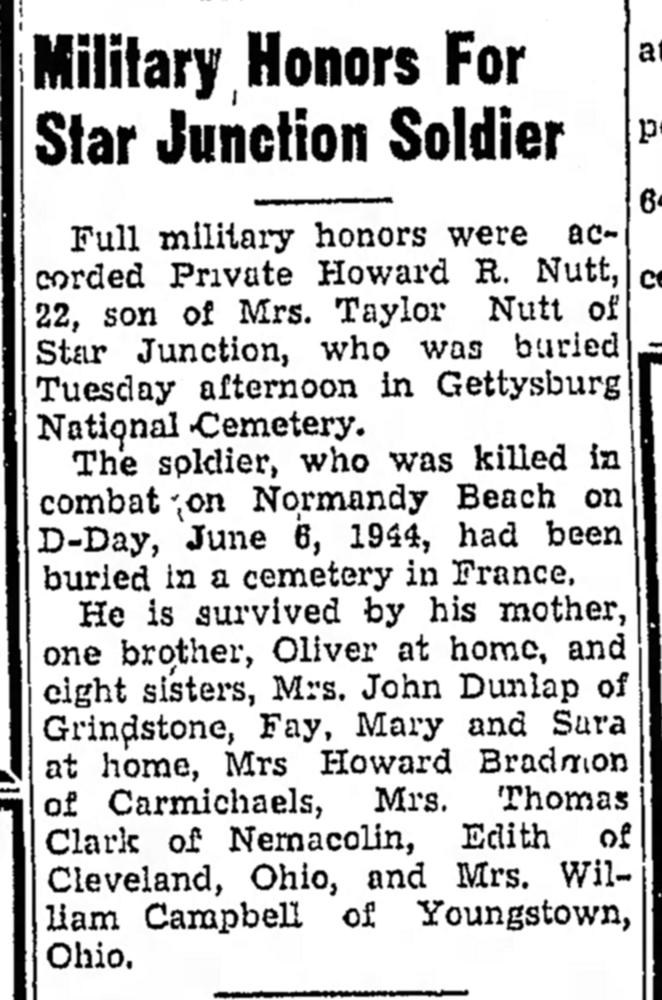 Military Honors For
Star Junction Soldier
Full military honors were ac-
corded Private Howard R. Nutt,
22, son of Mrs. Taylor Nutt of
Star Junction, who was buried
Tuesday afternoon in Gettysburg
National Cemetery.
The soldier, who was killed in
combat on Normandy Beach on
D-Day, June 6, 1944, had been
buried in a cemetery in France.
He is survived by his mother,
one brother, Oliver at home, and
eight sisters, Mrs. John Dunlap of
Grindstone, Fay, Mary and Sara
at home, Mrs Howard Bradmon
of Carmichaels, Mrs. Thomas
Clark of Nemacolin, Edith of
Cleveland, Ohio, and Mrs. Wil-
liam Campbell of Youngstown,
Ohio.